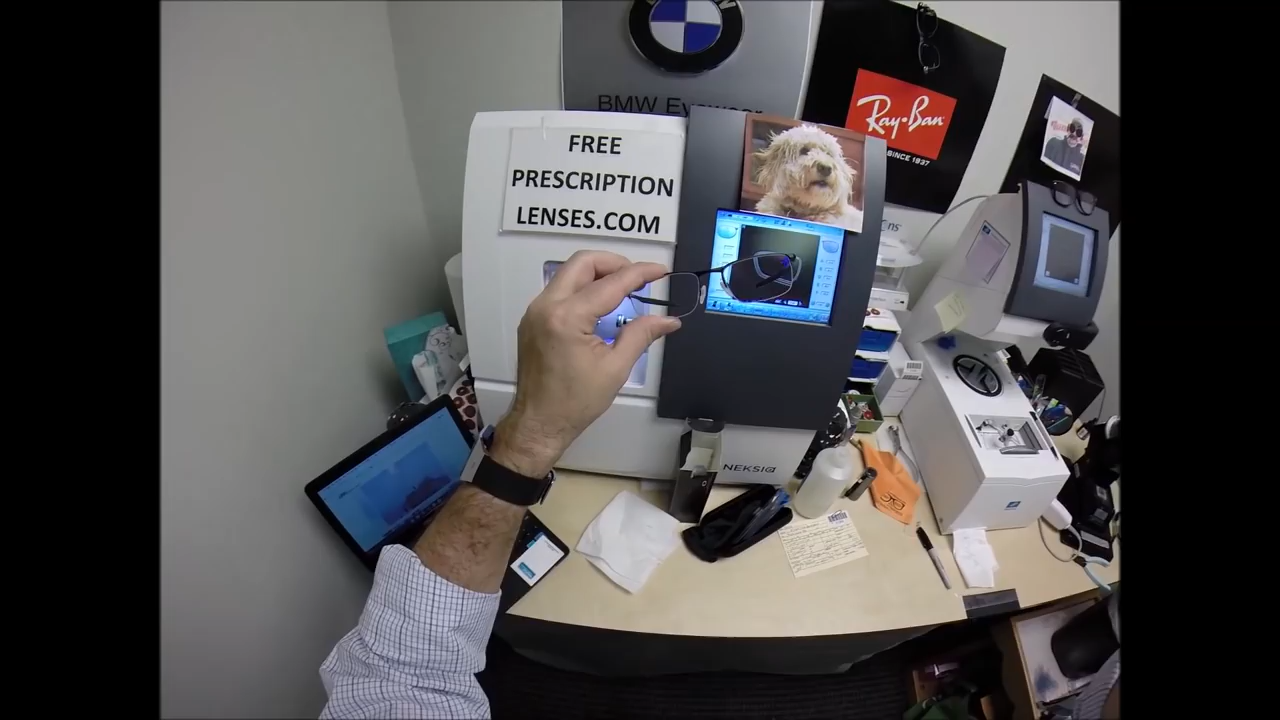 BMW Eyewear
Ray-Ban
SINCE 1937
FREE
PRESCRIPTION
LENSES.COM
NEKSIA